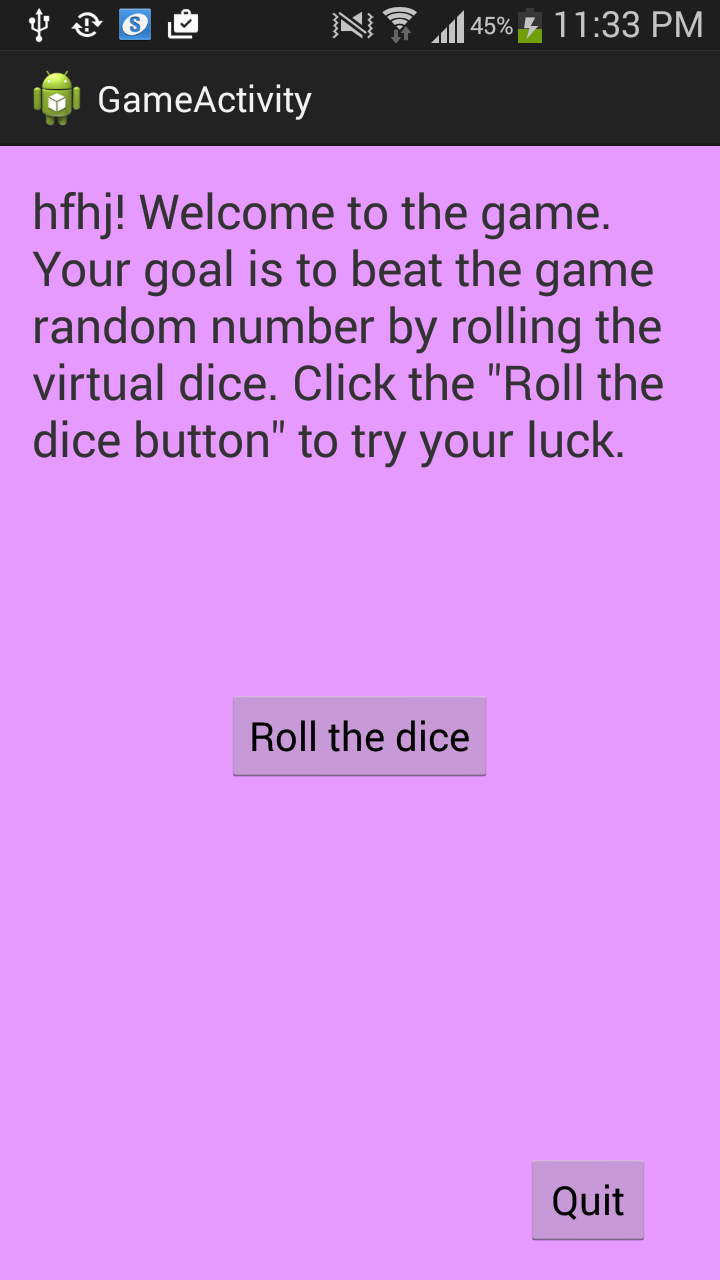 45% 11:33 PM
GameActivity
hfhj! Welcome to the game.
Your goal is to beat the game
random number by rolling the
virtual dice. Click the "Roll the
dice button" to try your luck.
Roll the dice
Quit